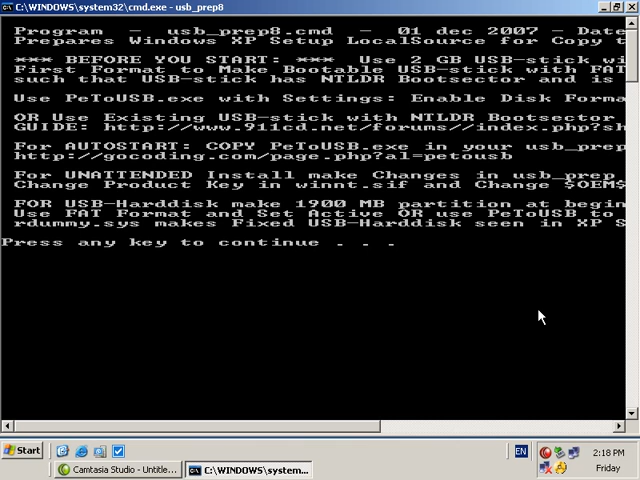 C:\WINDOWS\system32\cmd.exe - usb_prep8
Program - usb_prep8.cmd - 01 dec 2007 - Date
Prepares Windows XP Setup LocalSource for Copy t
*** BEFORE YOU START: *** Use 2 GB USB-stick wi
First Format to Make Bootable USB-stick with FAT
such that USB-stick has NTLDR Bootsector and is
Use PeToUSB.exe with Settings: Enable Disk Forma
OR Use Existing USB-stick with NTLDR Bootsector
GUIDE: http://www.911cd.net/forums//index.php?sh
For AUTOSTART: COPY PeToUSB.exe in your usb_prep
http://gocoding.com/page.php?al=petousb
For UNATTENDED Install make Changes in usb_prep
Change Product Key in winnt.sif and Change $OEM$
FOR USB-Harddisk make 1900 MB partition at begin
Use FAT Format and Set Active OR use PeToUSB to
rdummy.sys makes Fixed USB-Harddisk seen in XP S
Press any key to continue . . .
Start
EN
2:18 PM
Friday
Camtasia Studio - Untitle...
C:\WINDOWS\system...